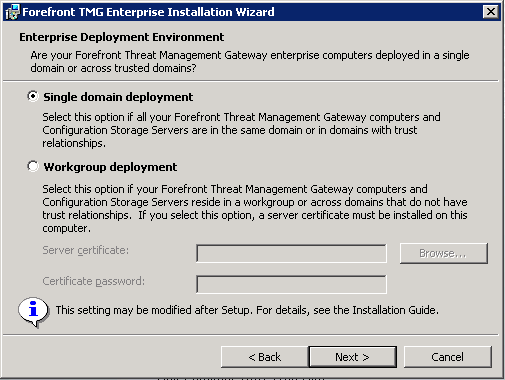 Forefront TMG Enterprise Installation Wizard
Enterprise Deployment Environment
Are your Forefront Threat Management Gateway enterprise computers deployed in a single
domain or across trusted domains?
Single domain deployment
Select this option if all your Forefront Threat Management Gateway computers and
Configuration Storage Servers are in the same domain or in domains with trust
relationships.
Workgroup deployment
Select this option if your Forefront Threat Management Gateway computers and
Configuration Storage Servers reside in a workgroup or across domains that do not have
trust relationships. If you select this option, a server certificate must be installed on this
computer.
Server certificate:
Browse...
Certificate password:
This setting may be modified after Setup. For details, see the Installation Guide.
< Back
Next >
Cancel